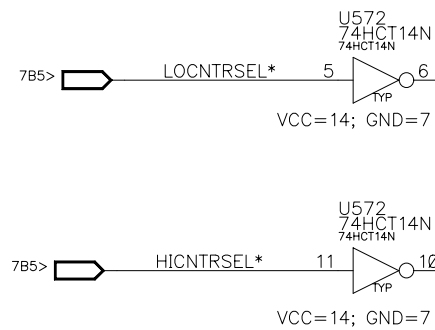 U572
74HCT14N
74HCT14N
7B5> LOCNTRSEL* 5 6
TYP
VCC=14; GND=7
U572
74HCT14N
74HCT14N
7B5> HICNTRSEL* 11 10
TYP
VCC=14; GND=7